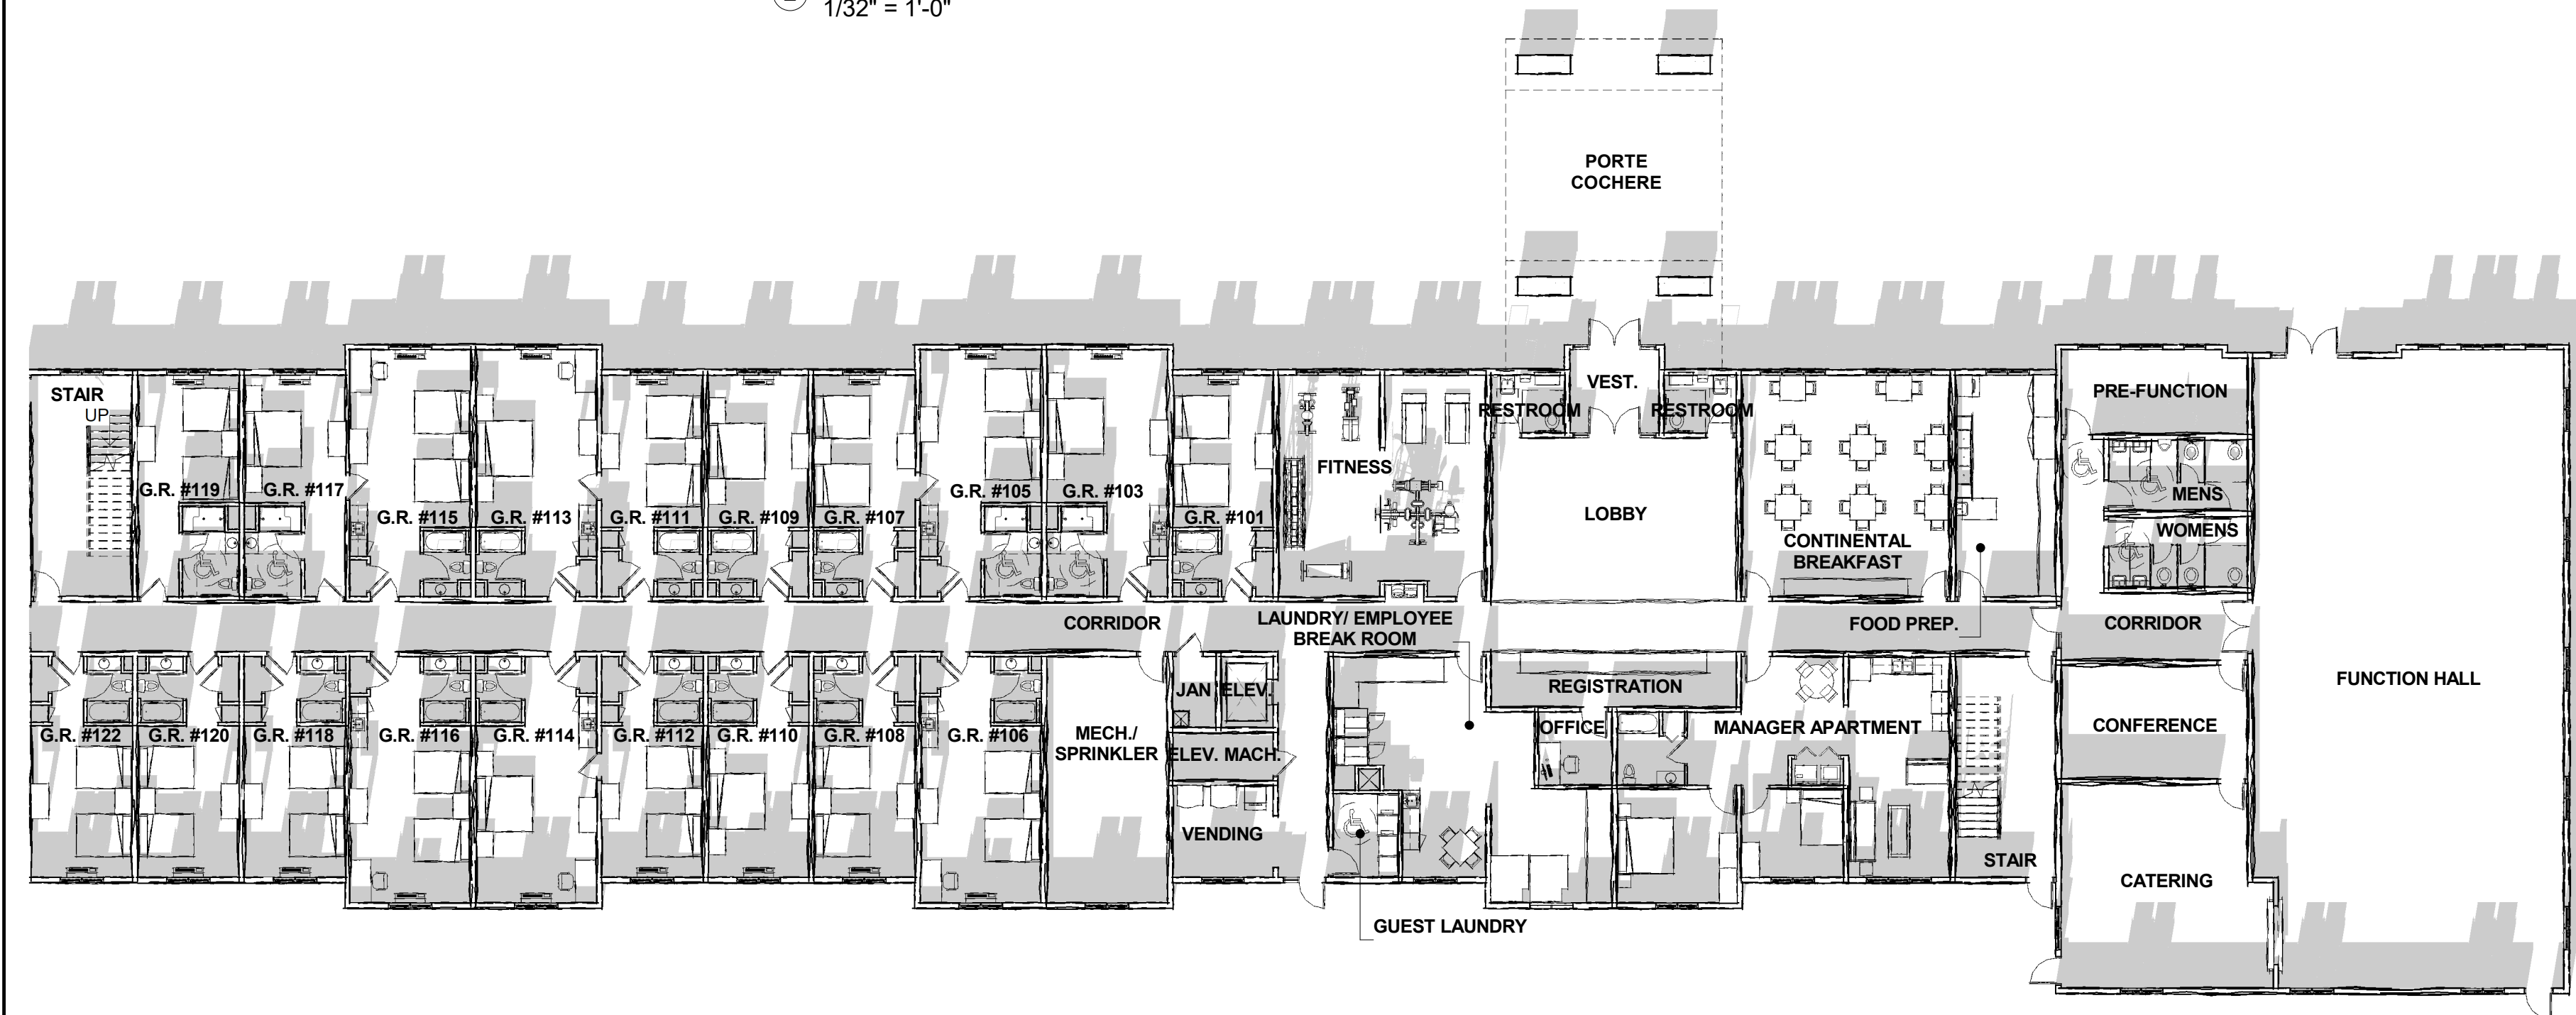 1/32" = 1'-0"
PORTE
COCHERE
STAIR
UP
VEST.
RESTROOM
RESTROOM
PRE-FUNCTION
FITNESS
G.R. #119
G.R. #117
G.R. #105
G.R. #103
MENS
G.R. #115
G.R. #113
G.R. #111
G.R. #109
G.R. #107
G.R. #101
LOBBY
WOMENS
CONTINENTAL
BREAKFAST
CORRIDOR
LAUNDRY/ EMPLOYEE
BREAK ROOM
FOOD PREP.
CORRIDOR
FUNCTION HALL
JAN
ELEV.
REGISTRATION
G.R. #122
G.R. #120
G.R. #118
G.R. #116
G.R. #114
G.R. #112
G.R. #110
G.R. #108
G.R. #106
MECH./
SPRINKLER
ELEV. MACH.
OFFICE
MANAGER APARTMENT
CONFERENCE
VENDING
STAIR
CATERING
GUEST LAUNDRY